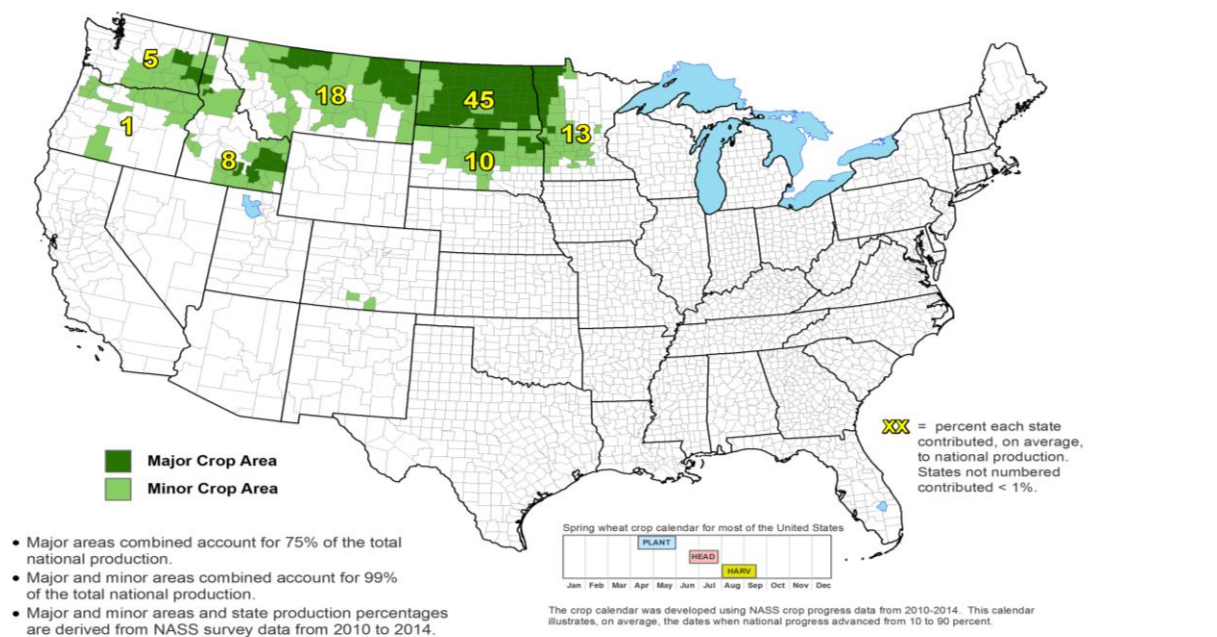 5
18
45
1
13
8
10
XX = percent each state
contributed, on average,
to national production.
States not numbered
contributed < 1%.
Major Crop Area
Minor Crop Area
• Major areas combined account for 75% of the total
national production.
• Major and minor areas combined account for 99%
of the total national production.
• Major and minor areas and state production percentages
are derived from NASS survey data from 2010 to 2014.
Spring wheat crop calendar for most of the United States
PLANT
HEAD
HARV
Jan Feb Mar Apr May Jun Jul Aug Sep Oct Nov Dec
The crop calendar was developed using NASS crop progress data from 2010-2014. This calendar
illustrates, on average, the dates when national progress advanced from 10 to 90 percent.